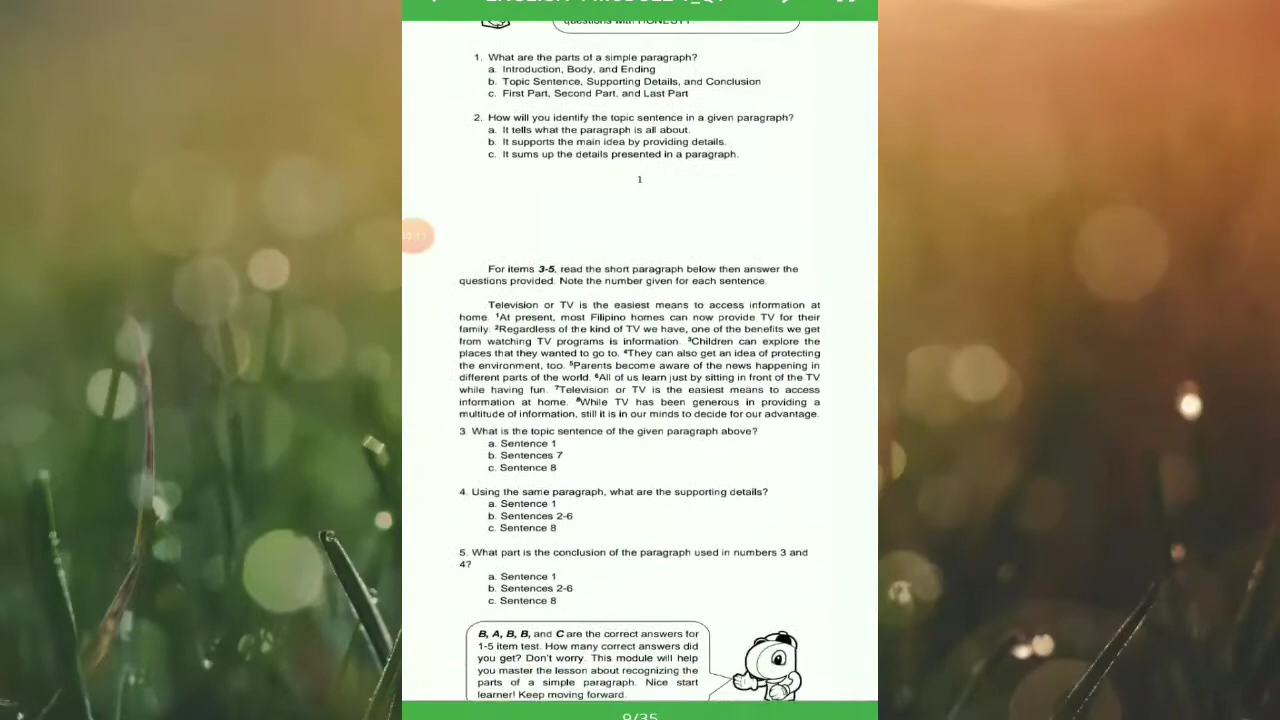 questions with HONESTY!
1. What are the parts of a simple paragraph?
a. Introduction, Body, and Ending
b. Topic Sentence, Supporting Details, and Conclusion
c. First Part, Second Part, and Last Part
2. How will you identify the topic sentence in a given paragraph?
a. It tells what the paragraph is all about.
b. It supports the main idea by providing details.
c. It sums up the details presented in a paragraph.
1
For items 3-5, read the short paragraph below then answer the
questions provided. Note the number given for each sentence.
Television or TV is the easiest means to access information at
home. ¹At present, most Filipino homes can now provide TV for their
family. ²Regardless of the kind of TV we have, one of the benefits we get
from watching TV programs is information. ³Children can explore the
places that they wanted to go to. ⁴They can also get an idea of protecting
the environment, too. ⁵Parents become aware of the news happening in
different parts of the world. ⁶All of us learn just by sitting in front of the TV
while having fun. ⁷Television or TV is the easiest means to access
information at home. ⁸While TV has been generous in providing a
multitude of information, still it is in our minds to decide for our advantage.
3. What is the topic sentence of the given paragraph above?
a. Sentence 1
b. Sentences 7
c. Sentence 8
4. Using the same paragraph, what are the supporting details?
a. Sentence 1
b. Sentences 2-6
c. Sentence 8
5. What part is the conclusion of the paragraph used in numbers 3 and
4?
a. Sentence 1
b. Sentences 2-6
c. Sentence 8
B, A, B, B, and C are the correct answers for
1-5 item test. How many correct answers did
you get? Don't worry. This module will help
you master the lesson about recognizing the
parts of a simple paragraph. Nice start
learner! Keep moving forward.
9/35